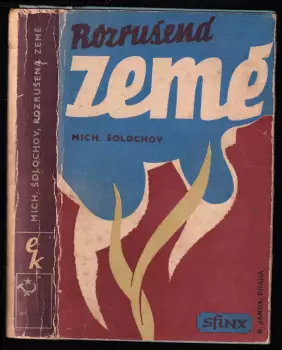 MICH. ŠOLOCHOV, ROZRUŠENÁ ZEMĚ
ek
Rozrušená
země
MICH. ŠOLOCHOV
sfinx
B. JANDA, PRAHA